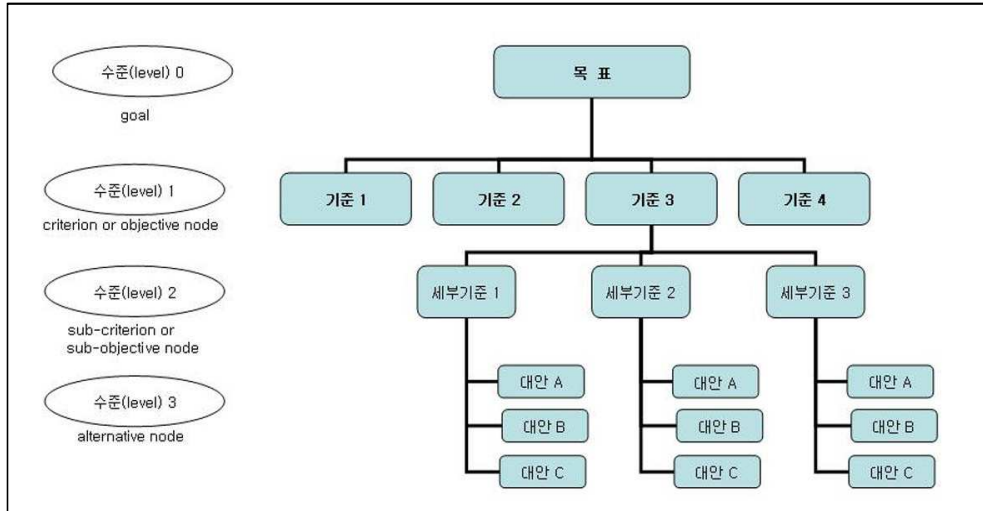 수준(level) 0
goal
목 표
수준(level) 1
criterion or objective node
기준 1
기준 2
기준 3
기준 4
수준(level) 2
sub-criterion or
sub-objective node
세부기준 1
세부기준 2
세부기준 3
수준(level) 3
alternative node
대안 A
대안 A
대안 A
대안 B
대안 B
대안 B
대안 C
대안 C
대안 C